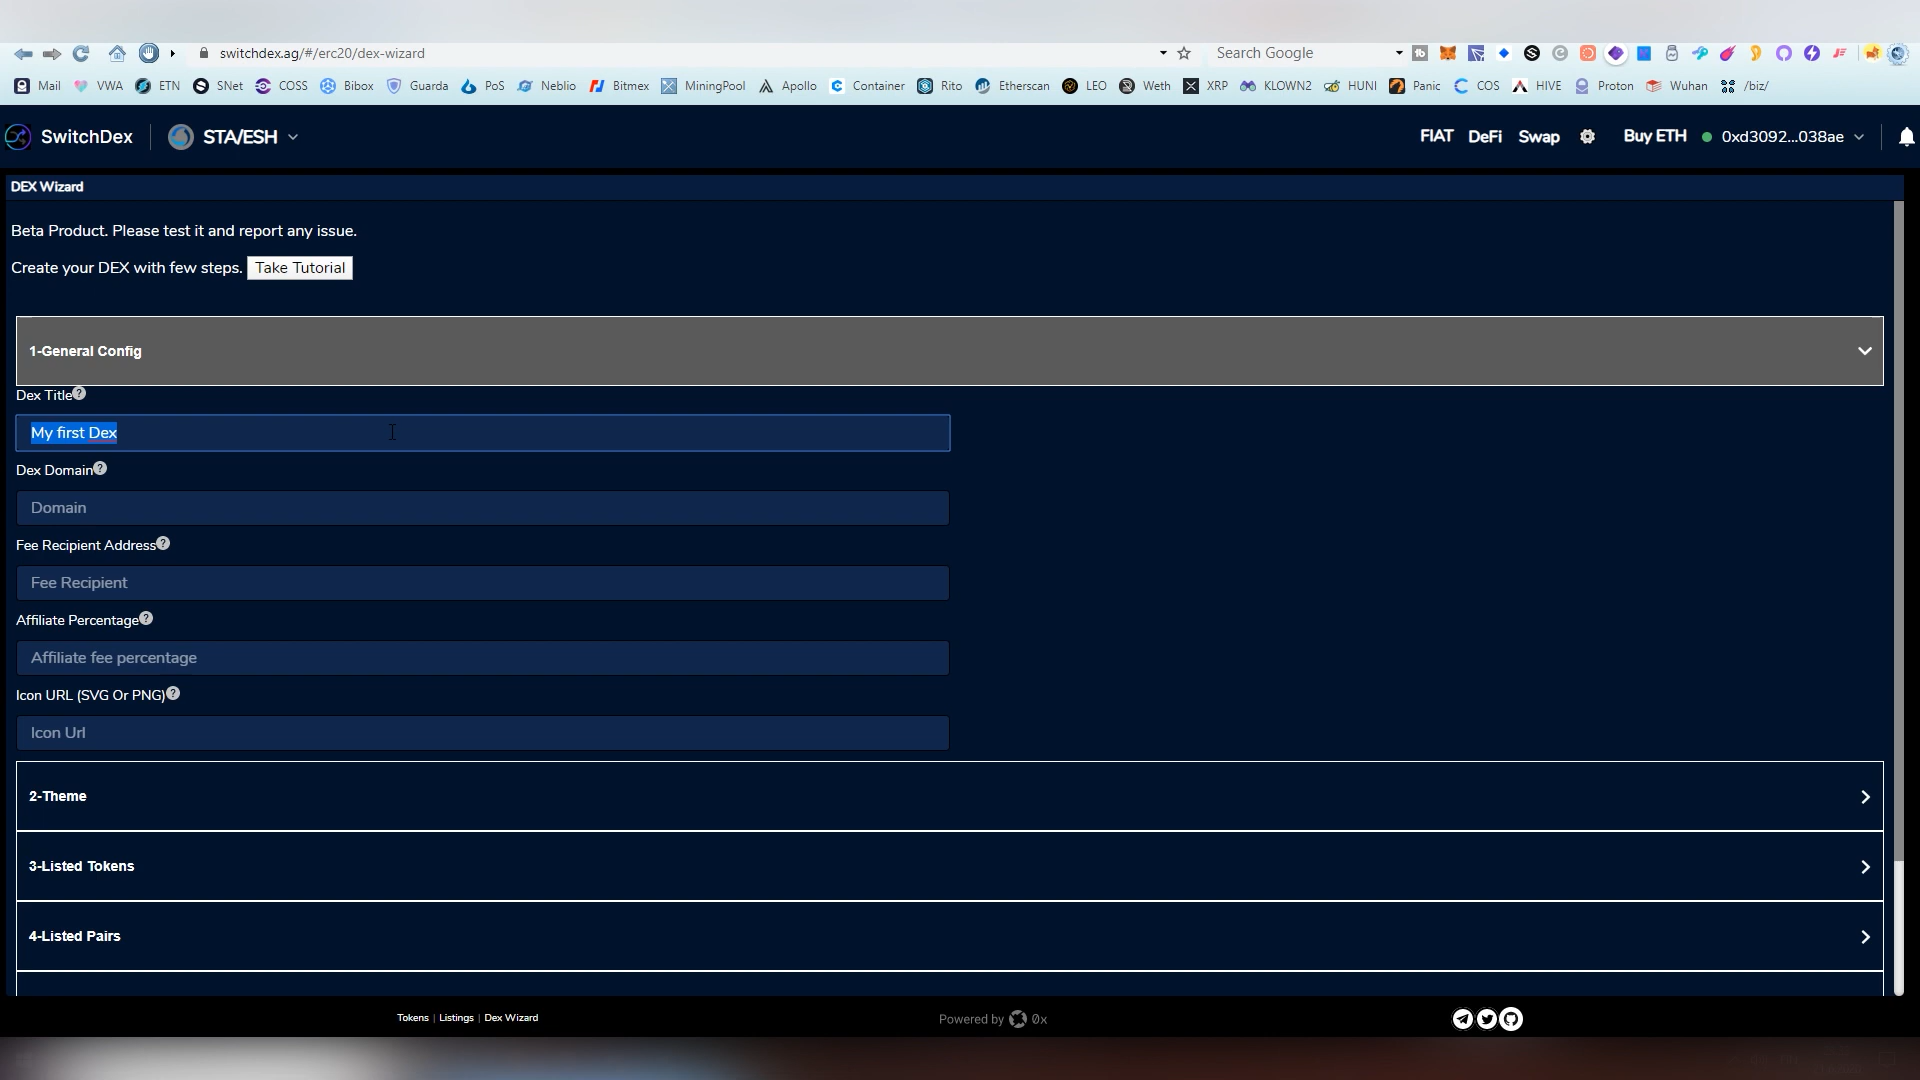 switchdex.ag/#/erc20/dex-wizard Search Google
Mail VWA ETN SNet COSS Bibox Guarda PoS Neblio Bitmex MiningPool Apollo Container Rito Etherscan LEO Weth XRP KLOWN2 HUNI Panic COS HIVE Proton Wuhan /biz/
SwitchDex STA/ESH FIAT DeFi Swap Buy ETH 0xd3092...038ae
DEX Wizard
Beta Product. Please test it and report any issue.
Create your DEX with few steps. Take Tutorial
1-General Config
Dex Title?
My first Dex
Dex Domain?
Domain
Fee Recipient Address?
Fee Recipient
Affiliate Percentage?
Affiliate fee percentage
Icon URL (SVG Or PNG)?
Icon Url
2-Theme
3-Listed Tokens
4-Listed Pairs
Tokens | Listings | Dex Wizard Powered by 0x